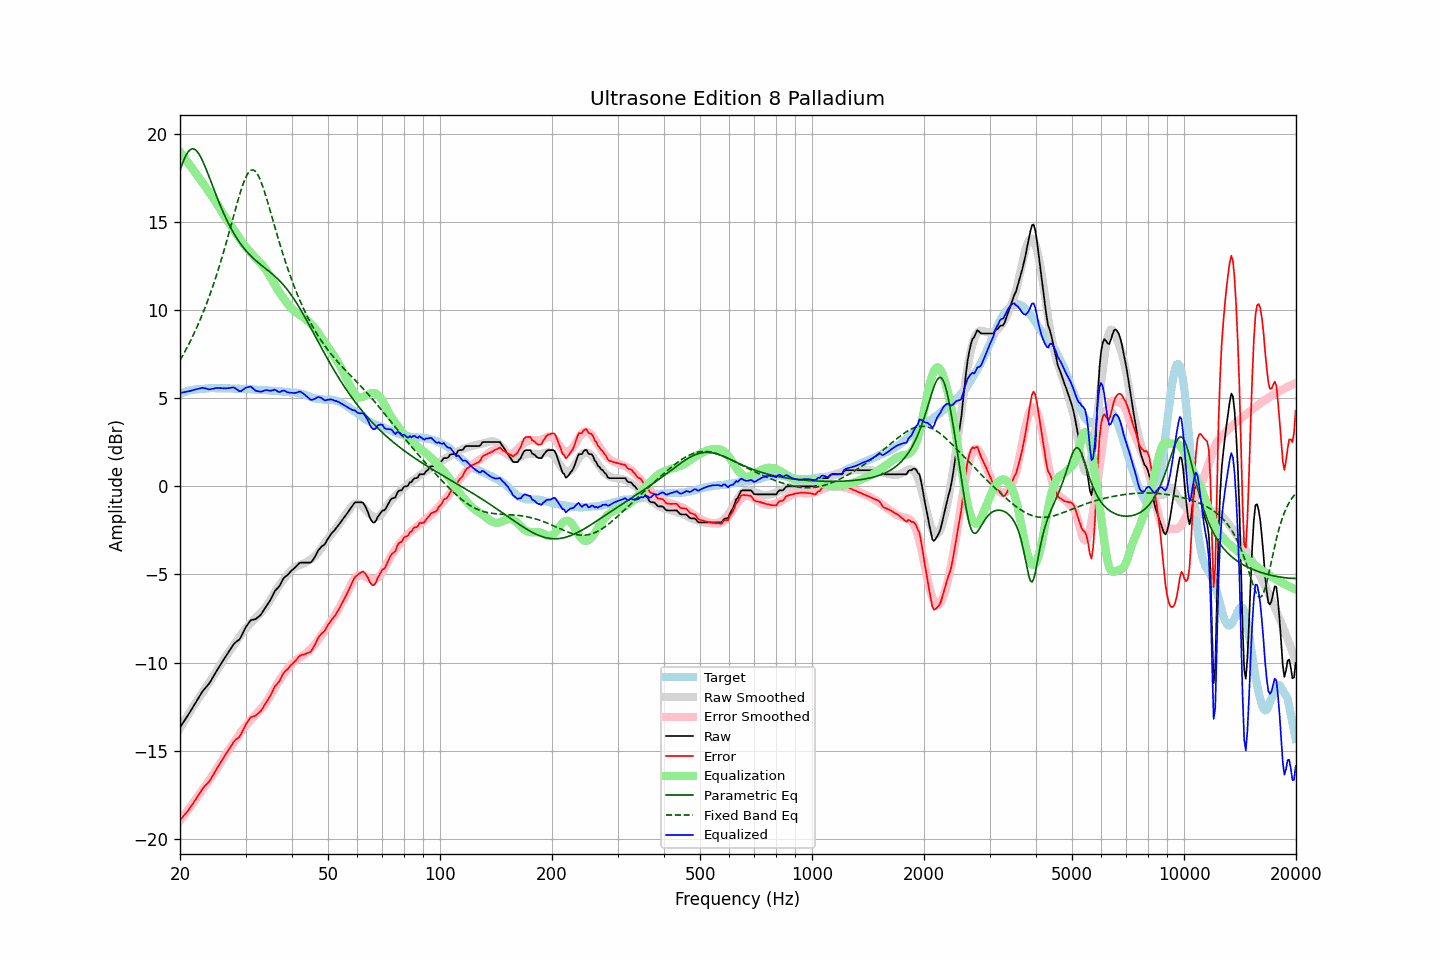 Ultrasone Edition 8 Palladium
Amplitude (dBr)
20
15
10
5
0
−5
−10
−15
−20
Target
Raw Smoothed
Error Smoothed
Raw
Error
Equalization
Parametric Eq
Fixed Band Eq
Equalized
20 50 100 200 500 1000 2000 5000 10000 20000
Frequency (Hz)